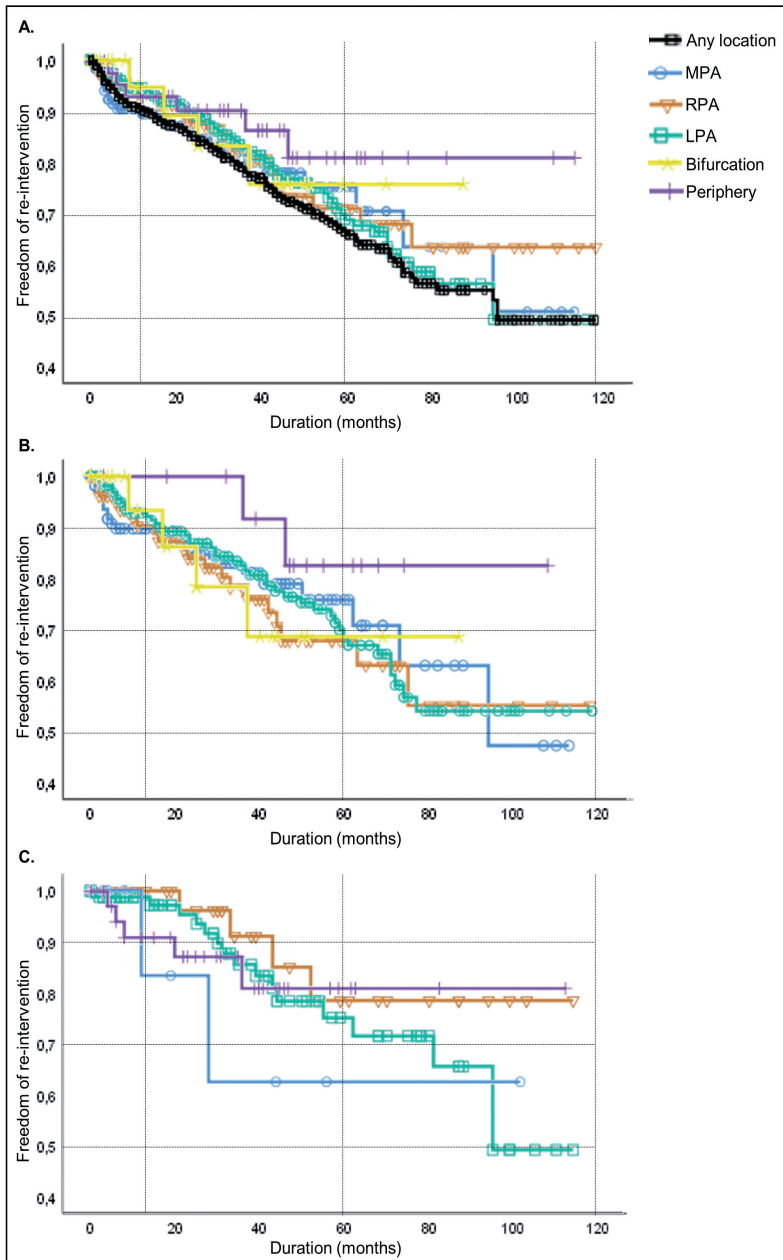 A.
Freedom of re-intervention
1,0
0,9
0,8
0,7
0,6
0,5
0,4
0 20 40 60 80 100 120
Duration (months)
Any location
MPA
RPA
LPA
Bifurcation
Periphery
B.
Freedom of re-intervention
1,0
0,9
0,8
0,7
0,6
0,5
0,4
0 20 40 60 80 100 120
Duration (months)
C.
Freedom of re-intervention
1,0
0,9
0,8
0,7
0,6
0,5
0,4
0 20 40 60 80 100 120
Duration (months)